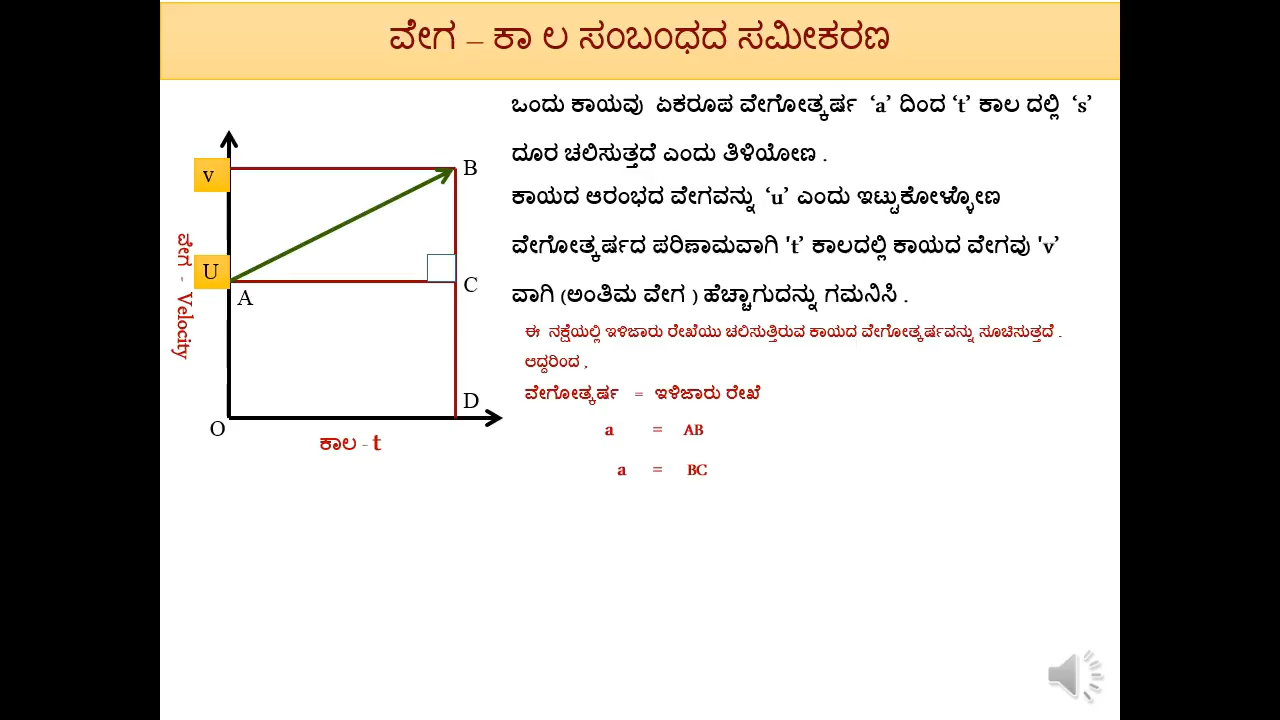 ವೇಗ – ಕಾ ಲ ಸಂಬಂಧದ ಸಮೀಕರಣ
ಒಂದು ಕಾಯವು ಏಕರೂಪ ವೇಗೋತ್ಕರ್ಷ ‘a’ ದಿಂದ ‘t’ ಕಾಲ ದಲ್ಲಿ ‘s’
ದೂರ ಚಲಿಸುತ್ತದೆ ಎಂದು ತಿಳಿಯೋಣ .
ಕಾಯದ ಆರಂಭದ ವೇಗವನ್ನು ‘u’ ಎಂದು ಇಟ್ಟುಕೋಳ್ಳೋಣ
ವೇಗೋತ್ಕರ್ಷದ ಪರಿಣಾಮವಾಗಿ 't’ ಕಾಲದಲ್ಲಿ ಕಾಯದ ವೇಗವು 'v’
ವಾಗಿ (ಅಂತಿಮ ವೇಗ ) ಹೆಚ್ಚಾಗುದನ್ನು ಗಮನಿಸಿ .
ಈ ನಕ್ಷೆಯಲ್ಲಿ ಇಳಿಜಾರು ರೇಖೆಯು ಚಲಿಸುತ್ತಿರುವ ಕಾಯದ ವೇಗೋತ್ಕರ್ಷವನ್ನು ಸೂಚಿಸುತ್ತದೆ .
ಆದ್ದರಿಂದ ,
ವೇಗೋತ್ಕರ್ಷ = ಇಳಿಜಾರು ರೇಖೆ
a = AB
a = BC
v
B
U
A
C
D
O
ವೇಗ - Velocity
ಕಾಲ - t